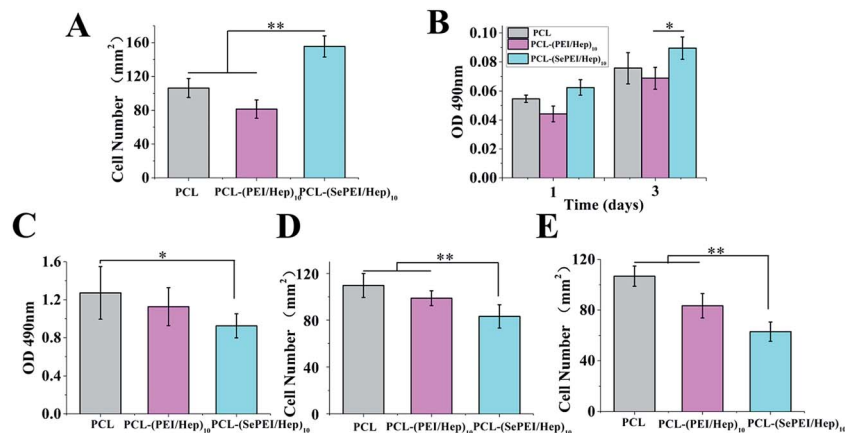 A
Cell Number (mm²)
160
120
80
40
0
**
PCL PCL-(PEI/Hep)₁₀ PCL-(SePEI/Hep)₁₀
B
OD 490nm
0.10
0.08
0.06
0.04
0.02
0.00
PCL
PCL-(PEI/Hep)₁₀
PCL-(SePEI/Hep)₁₀
*
1 3
Time (days)
C
OD 490nm
1.6
1.2
0.8
0.4
0.0
*
PCL PCL-(PEI/Hep)₁₀ PCL-(SePEI/Hep)₁₀
D
Cell Number (mm²)
120
80
40
0
**
PCL PCL-(PEI/Hep)₁₀ PCL-(SePEI/Hep)₁₀
E
Cell Number (mm²)
120
80
40
0
**
PCL PCL-(PEI/Hep)₁₀ PCL-(SePEI/Hep)₁₀